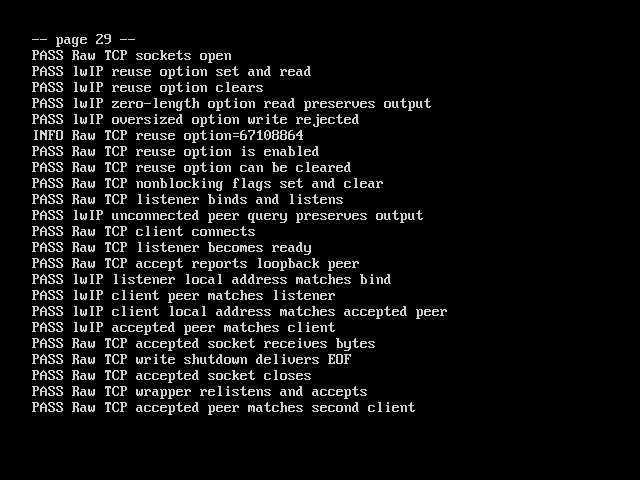 -- page 29 --
PASS Raw TCP sockets open
PASS lwIP reuse option set and read
PASS lwIP reuse option clears
PASS lwIP zero-length option read preserves output
PASS lwIP oversized option write rejected
INFO Raw TCP reuse option=67108864
PASS Raw TCP reuse option is enabled
PASS Raw TCP reuse option can be cleared
PASS Raw TCP nonblocking flags set and clear
PASS Raw TCP listener binds and listens
PASS lwIP unconnected peer query preserves output
PASS Raw TCP client connects
PASS Raw TCP listener becomes ready
PASS Raw TCP accept reports loopback peer
PASS lwIP listener local address matches bind
PASS lwIP client peer matches listener
PASS lwIP client local address matches accepted peer
PASS lwIP accepted peer matches client
PASS Raw TCP accepted socket receives bytes
PASS Raw TCP write shutdown delivers EOF
PASS Raw TCP accepted socket closes
PASS Raw TCP wrapper relistens and accepts
PASS Raw TCP accepted peer matches second client